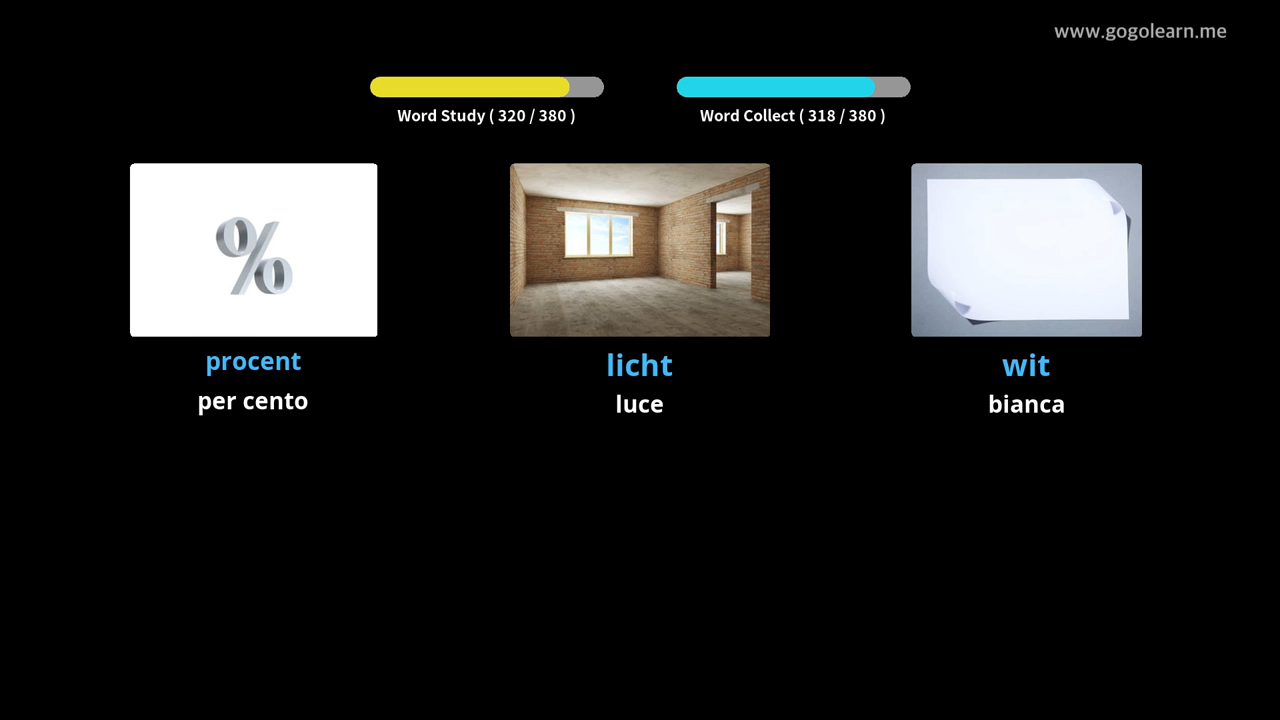 www.gogolearn.me
Word Study ( 320 / 380 )
Word Collect ( 318 / 380 )
%
procent
per cento
licht
luce
wit
bianca